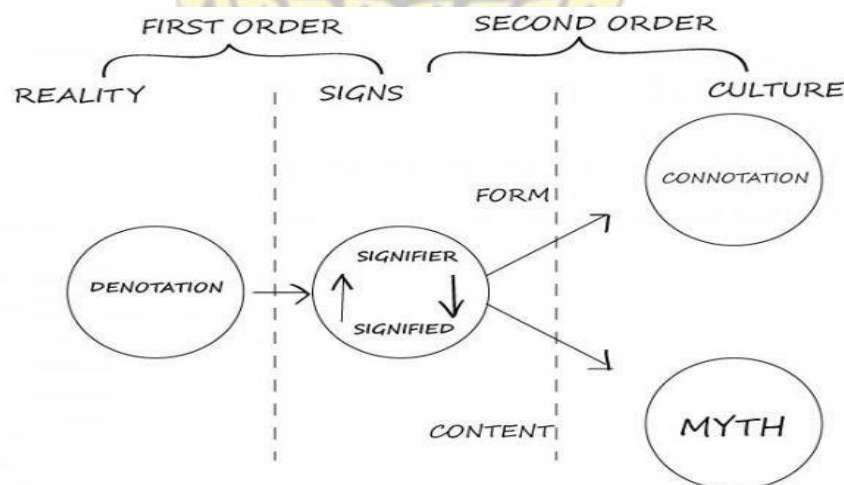 FIRST ORDER
SECOND ORDER
REALITY
SIGNS
CULTURE
CONNOTATION
FORM
SIGNIFIER
DENOTATION
SIGNIFIED
CONTENT
MYTH